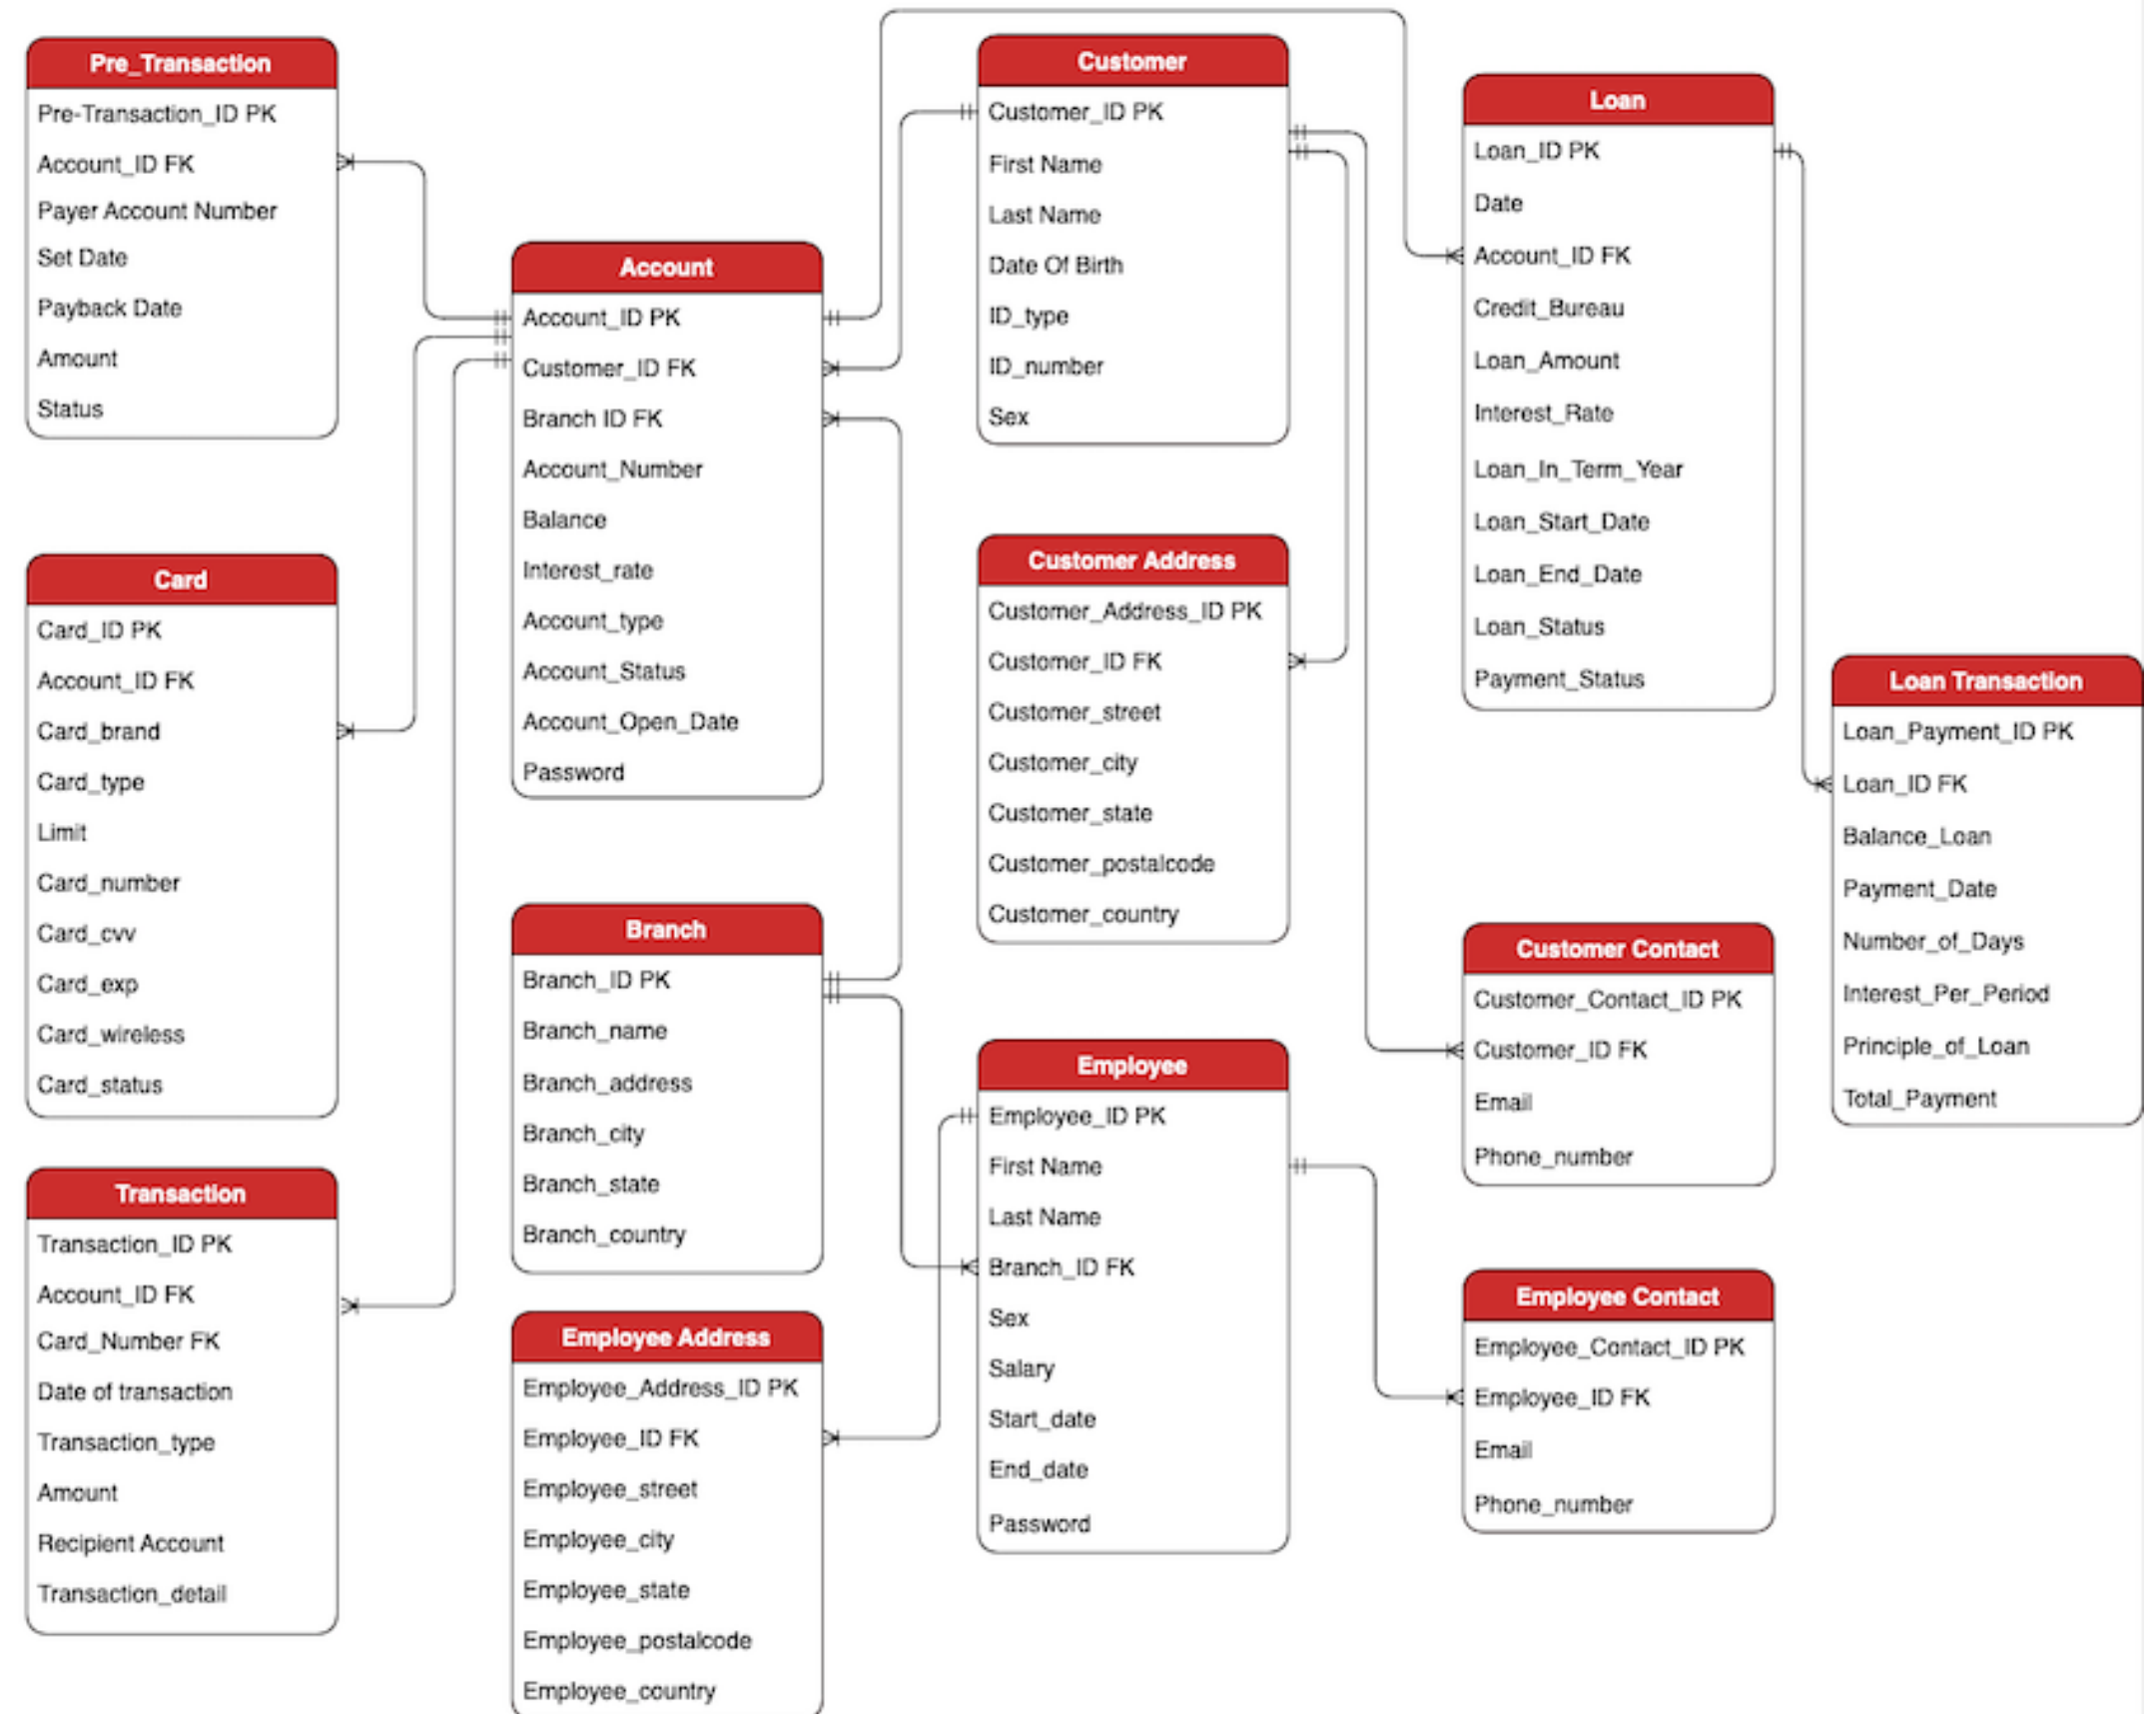 Pre_Transaction
Pre-Transaction_ID PK
Account_ID FK
Payer Account Number
Set Date
Payback Date
Amount
Status
Card
Card_ID PK
Account_ID FK
Card_brand
Card_type
Limit
Card_number
Card_cvv
Card_exp
Card_wireless
Card_status
Transaction
Transaction_ID PK
Account_ID FK
Card_Number FK
Date of transaction
Transaction_type
Amount
Recipient Account
Transaction_detail
Account
Account_ID PK
Customer_ID FK
Branch ID FK
Account_Number
Balance
Interest_rate
Account_type
Account_Status
Account_Open_Date
Password
Branch
Branch_ID PK
Branch_name
Branch_address
Branch_city
Branch_state
Branch_country
Employee Address
Employee_Address_ID PK
Employee_ID FK
Employee_street
Employee_city
Employee_state
Employee_postalcode
Employee_country
Customer
Customer_ID PK
First Name
Last Name
Date Of Birth
ID_type
ID_number
Sex
Customer Address
Customer_Address_ID PK
Customer_ID FK
Customer_street
Customer_city
Customer_state
Customer_postalcode
Customer_country
Employee
Employee_ID PK
First Name
Last Name
Branch_ID FK
Sex
Salary
Start_date
End_date
Password
Loan
Loan_ID PK
Date
Account_ID FK
Credit_Bureau
Loan_Amount
Interest_Rate
Loan_In_Term_Year
Loan_Start_Date
Loan_End_Date
Loan_Status
Payment_Status
Customer Contact
Customer_Contact_ID PK
Customer_ID FK
Email
Phone_number
Employee Contact
Employee_Contact_ID PK
Employee_ID FK
Email
Phone_number
Loan Transaction
Loan_Payment_ID PK
Loan_ID FK
Balance_Loan
Payment_Date
Number_of_Days
Interest_Per_Period
Principle_of_Loan
Total_Payment